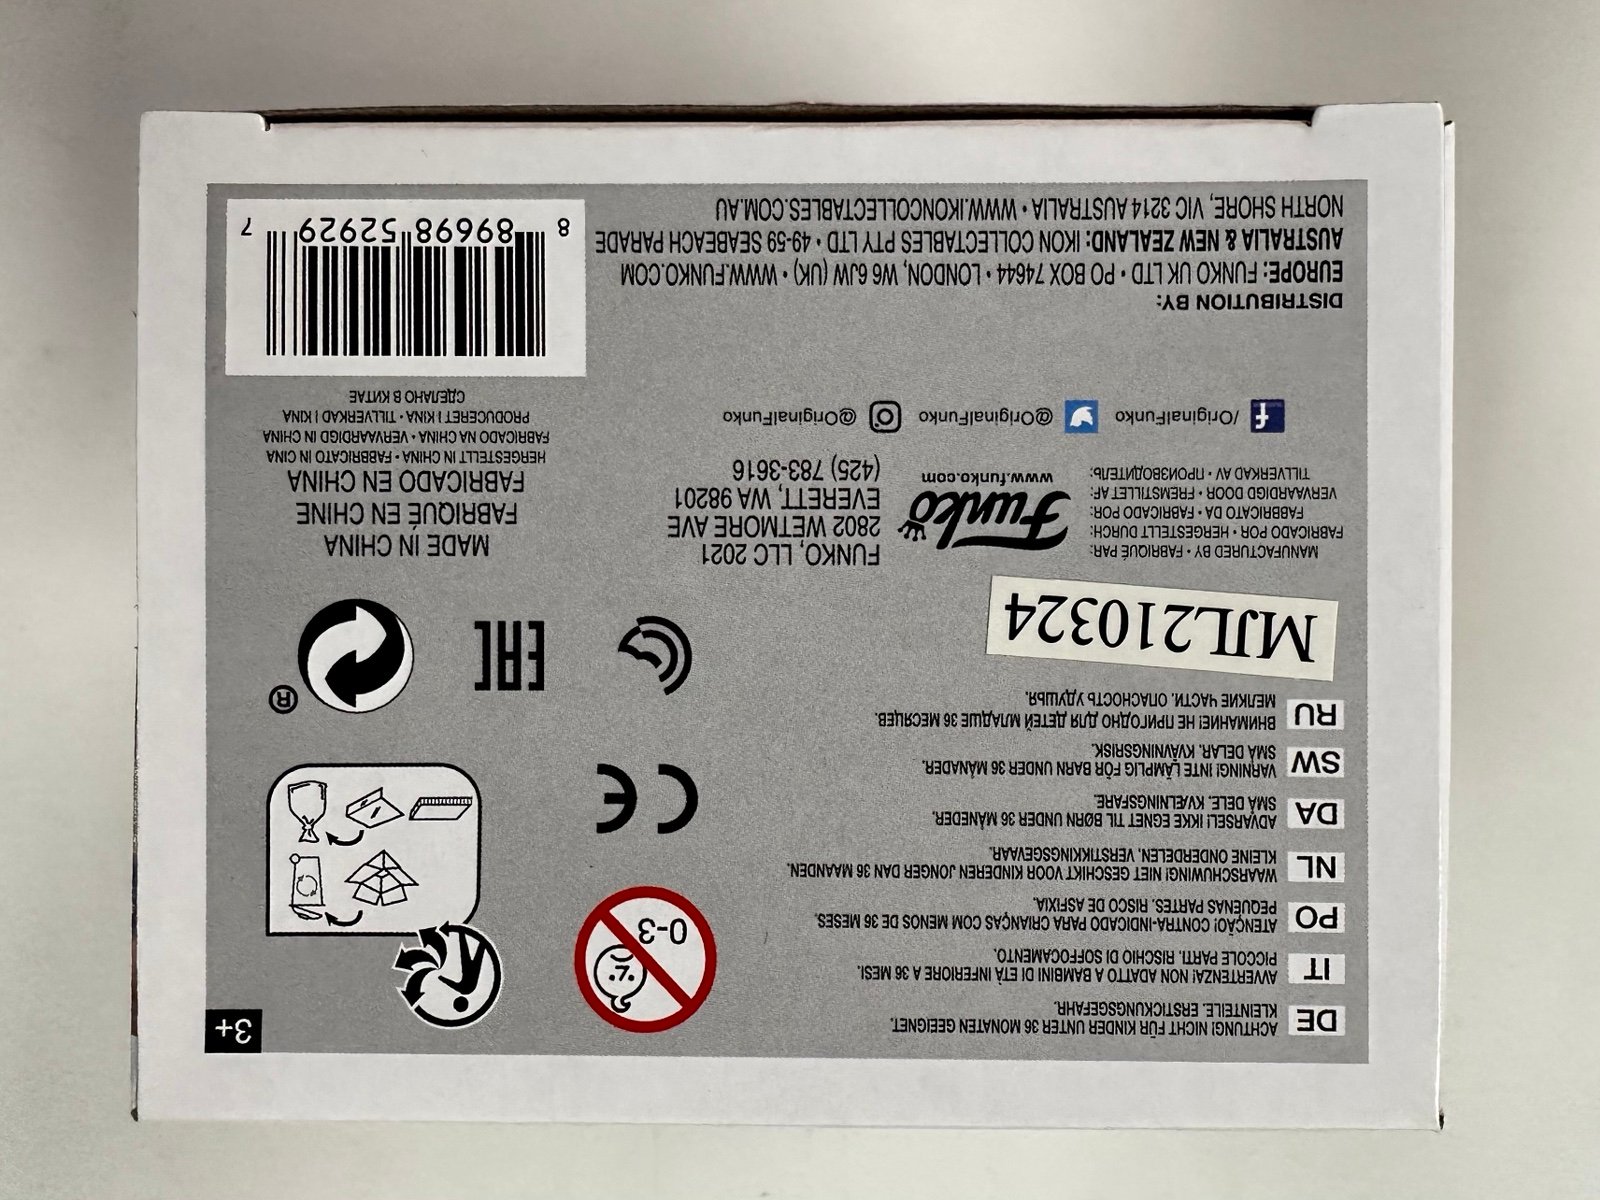 3+
DE
ACHTUNG! NICHT FÜR KINDER UNTER 36 MONATEN GEEIGNET.
KLEINTEILE. ERSTICKUNGSGEFAHR.
IT
AVVERTENZA! NON ADATTO A BAMBINI DI ETÀ INFERIORE A 36 MESI.
PICCOLE PARTI. RISCHIO DI SOFFOCAMENTO.
PO
ATENÇÃO! CONTRA-INDICADO PARA CRIANÇAS COM MENOS DE 36 MESES.
PEQUENAS PARTES. RISCO DE ASFIXIA.
NL
WAARSCHUWING! NIET GESCHIKT VOOR KINDEREN JONGER DAN 36 MAANDEN.
KLEINE ONDERDELEN. VERSTIKKINGSGEVAAR.
DA
ADVARSEL! IKKE EGNET TIL BØRN UNDER 36 MÅNEDER.
SMÅ DELE. KVÆLNINGSFARE.
SW
VARNING! INTE LÄMPLIG FÖR BARN UNDER 36 MÅNADER.
SMÅ DELAR. KVÄVNINGSRISK.
RU
ВНИМАНИЕ! НЕ ПРИГОДНО ДЛЯ ДЕТЕЙ МЛАДШЕ 36 МЕСЯЦЕВ.
МЕЛКИЕ ЧАСТИ. ОПАСНОСТЬ УДУШЬЯ.
0-3
CE
EAC
®
MJL210324
MANUFACTURED BY • FABRIQUÉ PAR:
FABRICADO POR • HERGESTELLT DURCH:
FABBRICATO DA • FABRICADO POR:
VERVAARDIGD DOOR • FREMSTILLET AF:
TILLVERKAD AV • ПРОИЗВОДИТЕЛЬ:
Funko
www.funko.com
FUNKO, LLC 2021
2802 WETMORE AVE
EVERETT, WA 98201
(425) 783-3616
MADE IN CHINA
FABRIQUÉ EN CHINE
FABRICADO EN CHINA
HERGESTELLT IN CHINA • FABBRICATO IN CINA
FABRICADO NA CHINA • VERVAARDIGD IN CHINA
PRODUCERET I KINA • TILLVERKAD I KINA
СДЕЛАНО В КИТАЕ
/OriginalFunko
@OriginalFunko
@OriginalFunko
DISTRIBUTION BY:
EUROPE: FUNKO UK LTD • PO BOX 74644 • LONDON, W6 6JW (UK) • WWW.FUNKO.COM
AUSTRALIA & NEW ZEALAND: IKON COLLECTABLES PTY LTD • 49-59 SEABEACH PARADE
NORTH SHORE, VIC 3214 AUSTRALIA • WWW.IKONCOLLECTABLES.COM.AU
8 89698 52929 7